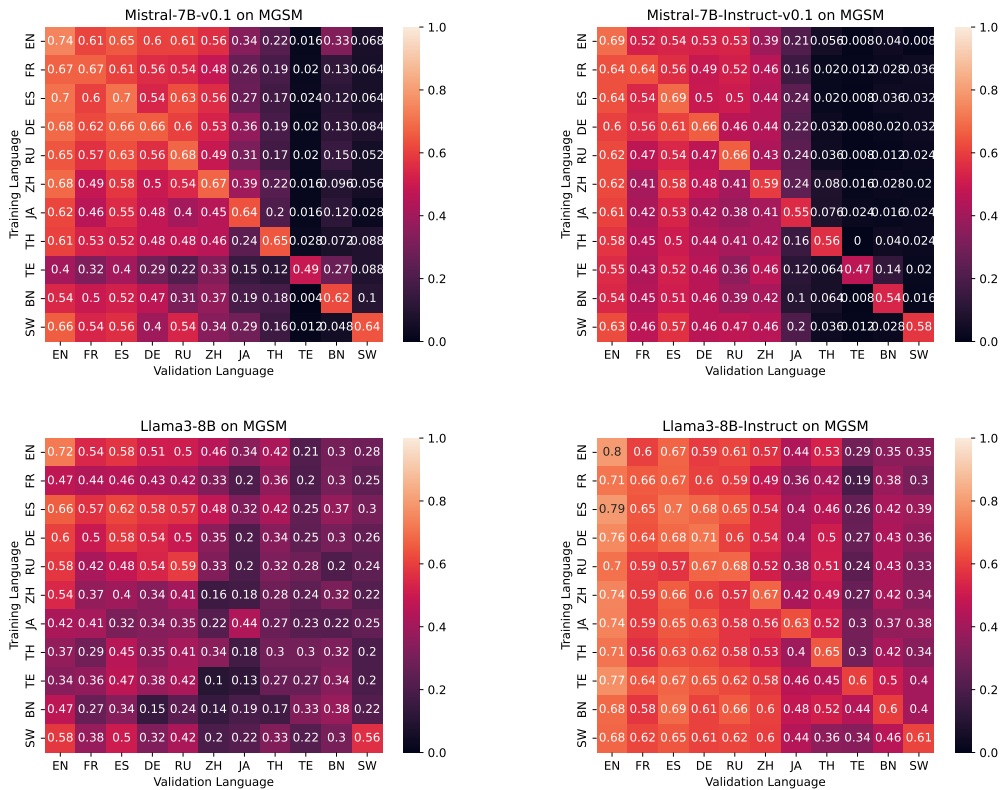 Mistral-7B-v0.1 on MGSM
Training Language
EN 0.74 0.61 0.65 0.6 0.61 0.56 0.34 0.22 0.016 0.33 0.068
FR 0.67 0.67 0.61 0.56 0.54 0.48 0.26 0.19 0.02 0.13 0.064
ES 0.7 0.6 0.7 0.54 0.63 0.56 0.27 0.17 0.024 0.12 0.064
DE 0.68 0.62 0.66 0.66 0.6 0.53 0.36 0.19 0.02 0.13 0.084
RU 0.65 0.57 0.63 0.56 0.68 0.49 0.31 0.17 0.02 0.15 0.052
ZH 0.68 0.49 0.58 0.5 0.54 0.67 0.39 0.22 0.016 0.096 0.056
JA 0.62 0.46 0.55 0.48 0.4 0.45 0.64 0.2 0.016 0.12 0.028
TH 0.61 0.53 0.52 0.48 0.48 0.46 0.24 0.65 0.028 0.072 0.088
TE 0.4 0.32 0.4 0.29 0.22 0.33 0.15 0.12 0.49 0.27 0.088
BN 0.54 0.5 0.52 0.47 0.31 0.37 0.19 0.18 0.004 0.62 0.1
SW 0.66 0.54 0.56 0.4 0.54 0.34 0.29 0.16 0.012 0.048 0.64
EN FR ES DE RU ZH JA TH TE BN SW
Validation Language
1.0
0.8
0.6
0.4
0.2
0.0
Mistral-7B-Instruct-v0.1 on MGSM
Training Language
EN 0.69 0.52 0.54 0.53 0.53 0.39 0.21 0.056 0.008 0.04 0.008
FR 0.64 0.64 0.56 0.49 0.52 0.46 0.16 0.02 0.012 0.028 0.036
ES 0.64 0.54 0.69 0.5 0.5 0.44 0.24 0.02 0.008 0.036 0.032
DE 0.6 0.56 0.61 0.66 0.46 0.44 0.22 0.032 0.008 0.02 0.032
RU 0.62 0.47 0.54 0.47 0.66 0.43 0.24 0.036 0.008 0.012 0.024
ZH 0.62 0.41 0.58 0.48 0.41 0.59 0.24 0.08 0.016 0.028 0.02
JA 0.61 0.42 0.53 0.42 0.38 0.41 0.55 0.076 0.024 0.016 0.024
TH 0.58 0.45 0.5 0.44 0.41 0.42 0.16 0.56 0 0.04 0.024
TE 0.55 0.43 0.52 0.46 0.36 0.46 0.12 0.064 0.47 0.14 0.02
BN 0.54 0.45 0.51 0.46 0.39 0.42 0.1 0.064 0.008 0.54 0.016
SW 0.63 0.46 0.57 0.46 0.47 0.46 0.2 0.036 0.012 0.028 0.58
EN FR ES DE RU ZH JA TH TE BN SW
Validation Language
1.0
0.8
0.6
0.4
0.2
0.0
Llama3-8B on MGSM
Training Language
EN 0.72 0.54 0.58 0.51 0.5 0.46 0.34 0.42 0.21 0.3 0.28
FR 0.47 0.44 0.46 0.43 0.42 0.33 0.2 0.36 0.2 0.3 0.25
ES 0.66 0.57 0.62 0.58 0.57 0.48 0.32 0.42 0.25 0.37 0.3
DE 0.6 0.5 0.58 0.54 0.5 0.35 0.2 0.34 0.25 0.3 0.26
RU 0.58 0.42 0.48 0.54 0.59 0.33 0.2 0.32 0.28 0.2 0.24
ZH 0.54 0.37 0.4 0.34 0.41 0.16 0.18 0.28 0.24 0.32 0.22
JA 0.42 0.41 0.32 0.34 0.35 0.22 0.44 0.27 0.23 0.22 0.25
TH 0.37 0.29 0.45 0.35 0.41 0.34 0.18 0.3 0.3 0.32 0.2
TE 0.34 0.36 0.47 0.38 0.42 0.1 0.13 0.27 0.27 0.34 0.2
BN 0.47 0.27 0.34 0.15 0.24 0.14 0.19 0.17 0.33 0.38 0.22
SW 0.58 0.38 0.5 0.32 0.42 0.2 0.22 0.33 0.2 0.3 0.56
EN FR ES DE RU ZH JA TH TE BN SW
Validation Language
1.0
0.8
0.6
0.4
0.2
0.0
Llama3-8B-Instruct on MGSM
Training Language
EN 0.8 0.6 0.67 0.59 0.61 0.57 0.44 0.53 0.29 0.35 0.35
FR 0.71 0.66 0.67 0.6 0.59 0.49 0.36 0.42 0.19 0.38 0.3
ES 0.79 0.65 0.7 0.68 0.65 0.54 0.4 0.46 0.26 0.42 0.39
DE 0.76 0.64 0.68 0.71 0.6 0.54 0.4 0.5 0.27 0.43 0.36
RU 0.7 0.59 0.57 0.67 0.68 0.52 0.38 0.51 0.24 0.43 0.33
ZH 0.74 0.59 0.66 0.6 0.57 0.67 0.42 0.49 0.27 0.42 0.34
JA 0.74 0.59 0.63 0.59 0.58 0.56 0.63 0.52 0.3 0.37 0.38
TH 0.71 0.56 0.63 0.62 0.58 0.53 0.4 0.65 0.3 0.42 0.34
TE 0.77 0.64 0.67 0.62 0.64 0.58 0.46 0.45 0.6 0.5 0.4
BN 0.68 0.59 0.69 0.67 0.62 0.6 0.48 0.52 0.44 0.6 0.4
SW 0.68 0.62 0.65 0.61 0.62 0.6 0.44 0.36 0.34 0.46 0.61
EN FR ES DE RU ZH JA TH TE BN SW
Validation Language
1.0
0.8
0.6
0.4
0.2
0.0